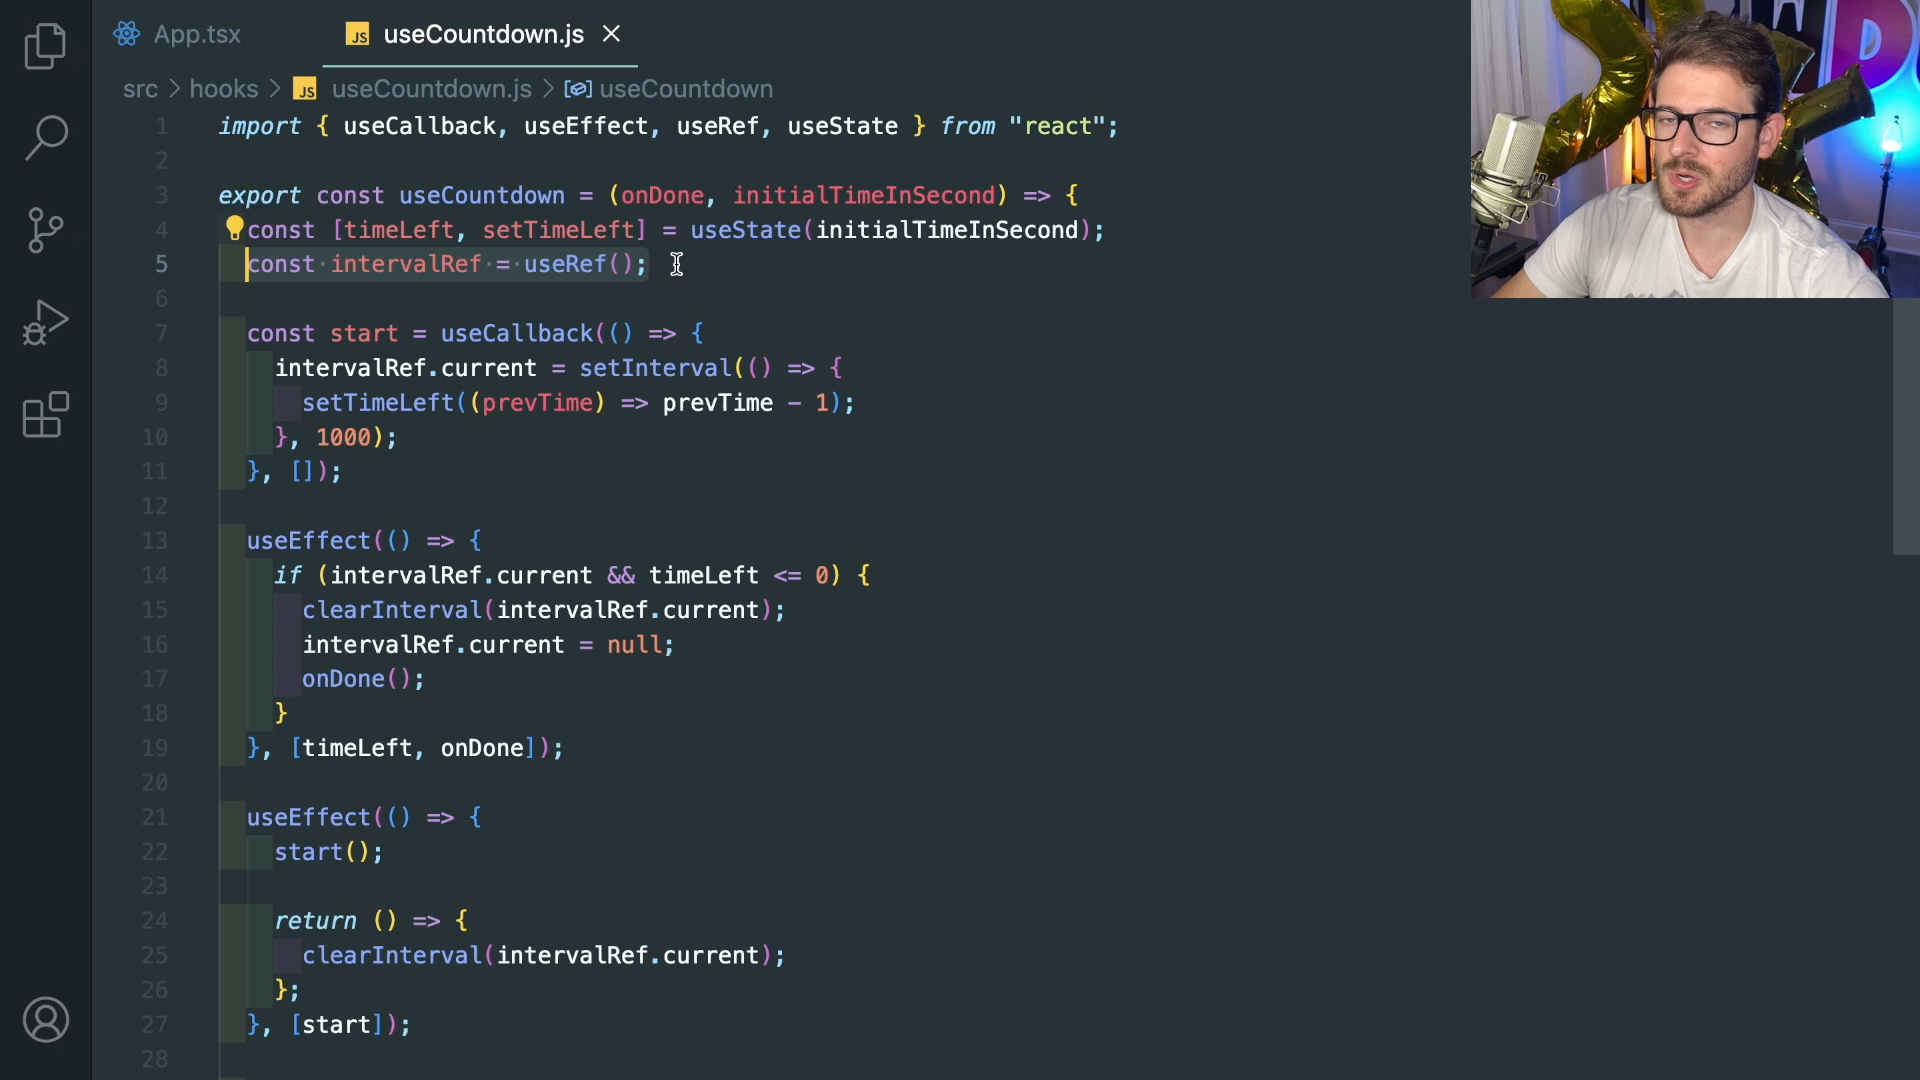 App.tsx
JS useCountdown.js
src > hooks > JS useCountdown.js > useCountdown
1 import { useCallback, useEffect, useRef, useState } from "react";
2
3 export const useCountdown = (onDone, initialTimeInSecond) => {
4 const [timeLeft, setTimeLeft] = useState(initialTimeInSecond);
5 const intervalRef = useRef();
6
7 const start = useCallback(() => {
8 intervalRef.current = setInterval(() => {
9 setTimeLeft((prevTime) => prevTime - 1);
10 }, 1000);
11 }, []);
12
13 useEffect(() => {
14 if (intervalRef.current && timeLeft <= 0) {
15 clearInterval(intervalRef.current);
16 intervalRef.current = null;
17 onDone();
18 }
19 }, [timeLeft, onDone]);
20
21 useEffect(() => {
22 start();
23
24 return () => {
25 clearInterval(intervalRef.current);
26 };
27 }, [start]);
28